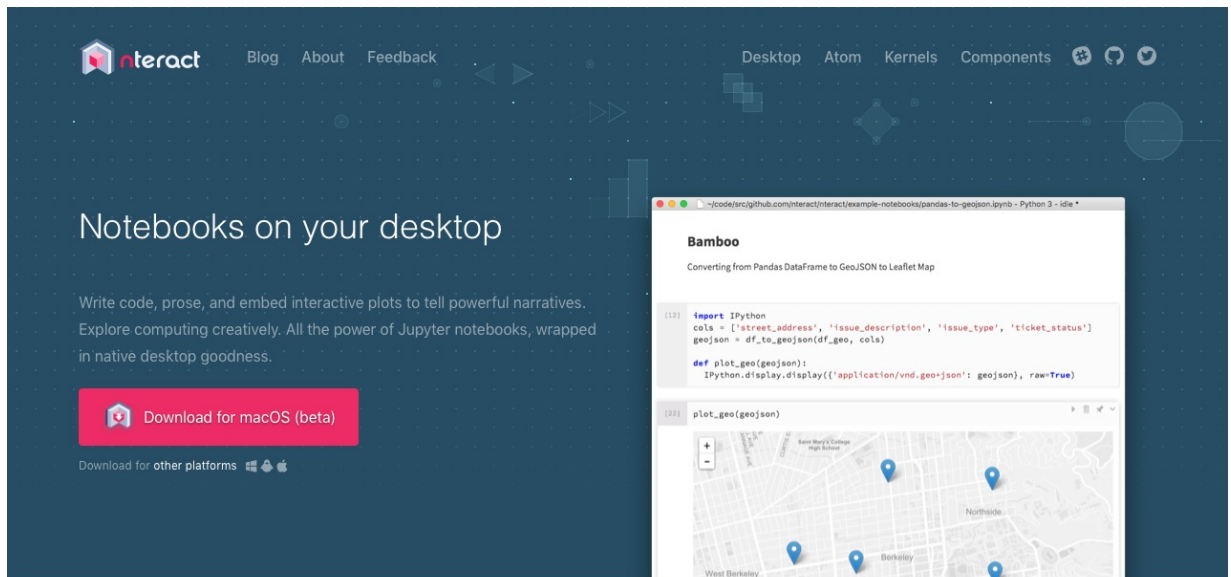 nteract Blog About Feedback Desktop Atom Kernels Components
Notebooks on your desktop
Write code, prose, and embed interactive plots to tell powerful narratives.
Explore computing creatively. All the power of Jupyter notebooks, wrapped
in native desktop goodness.
Download for macOS (beta)
Download for other platforms
~/code/src/github.com/nteract/nteract/example-notebooks/pandas-to-geojson.ipynb - Python 3 - idle *
Bamboo
Converting from Pandas DataFrame to GeoJSON to Leaflet Map
[12] import IPython
cols = ['street_address', 'issue_description', 'issue_type', 'ticket_status']
geojson = df_to_geojson(df_geo, cols)
def plot_geo(geojson):
IPython.display.display({'application/vnd.geo+json': geojson}, raw=True)
[22] plot_geo(geojson)
+
-
Saint Mary's College
High School
Northside
Berkeley
West Berkeley